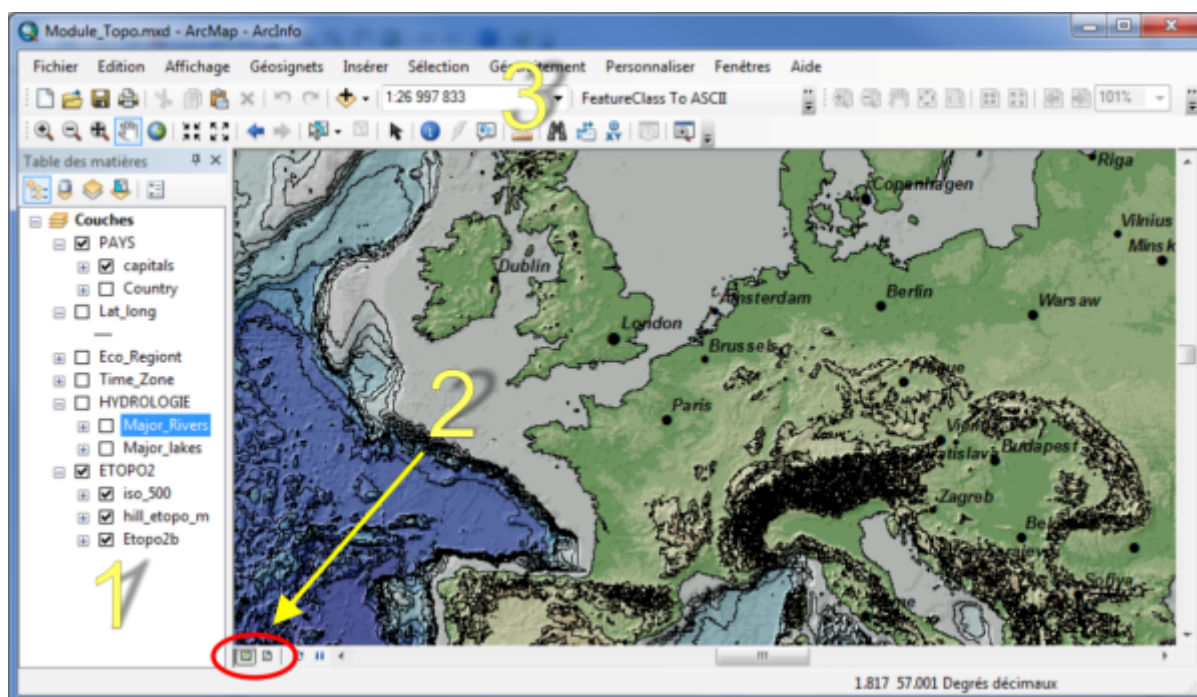 Module_Topo.mxd - ArcMap - ArcInfo
Fichier Edition Affichage Géosignets Insérer Sélection Géotraitement Personnaliser Fenêtres Aide
1:26 997 833 FeatureClass To ASCII 101%
XY
Table des matières
Couches
PAYS
capitals
Country
Lat_long
Eco_Regiont
Time_Zone
HYDROLOGIE
Major_Rivers
Major_lakes
ETOPO2
iso_500
hill_etopo_m
Etopo2b
1
2
3
Riga
Copenhagen
Vilnius
Minsk
Dublin
Amsterdam
Berlin
Warsaw
London
Brussels
Prague
Paris
Budapest
Zagreb
Sofiya
1.817 57.001 Degrés décimaux